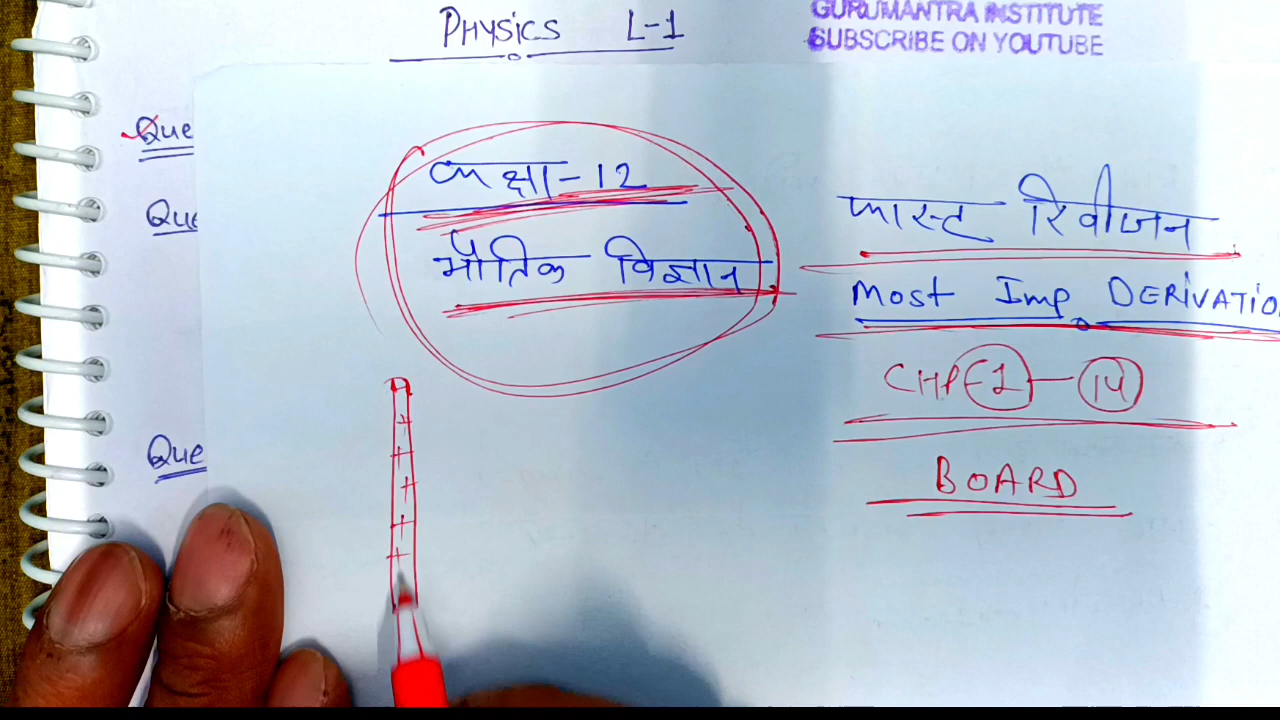 PHYSICS L-1
GURUMANTRA INSTITUTE
SUBSCRIBE ON YOUTUBE
Que
Que
Que
कक्षा-12
भौतिक विज्ञान
फास्ट रिवीजन
Most Imp DERIVATIO
CHP-1-14
BOARD